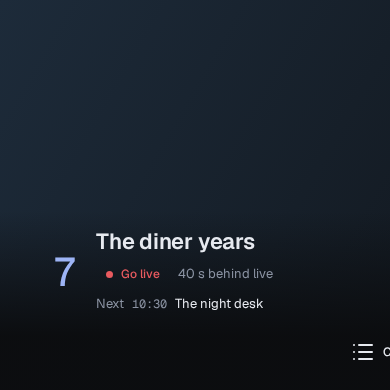 The diner years
7
Go live 40 s behind live
Next 10:30 The night desk